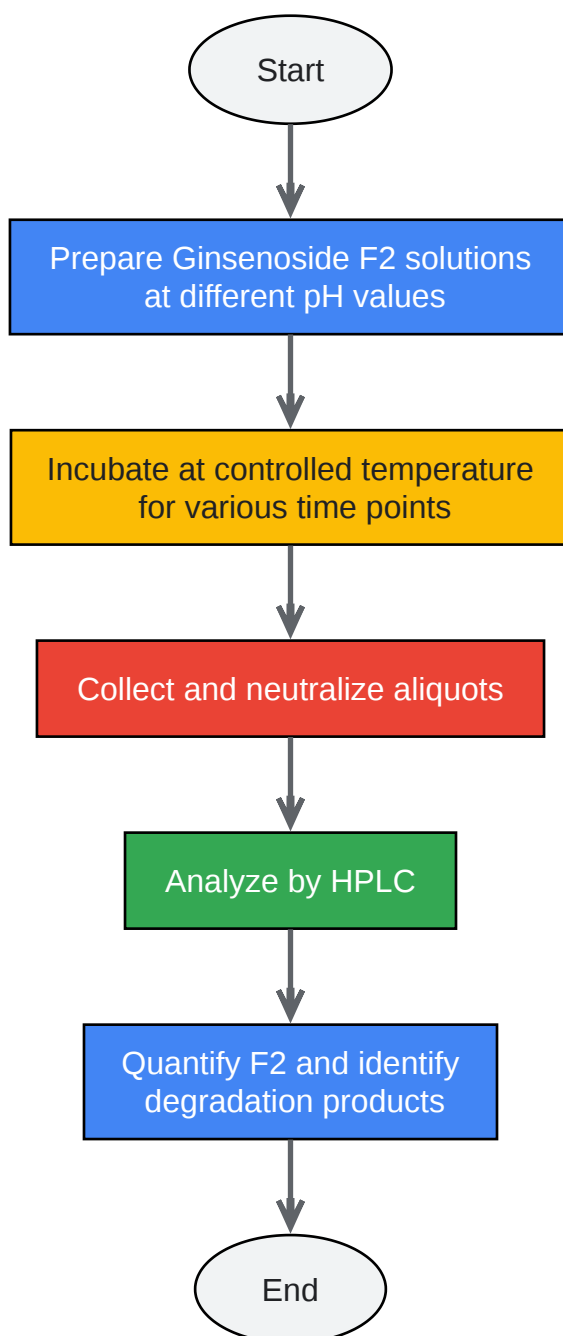 Start
Prepare Ginsenoside F2 solutions
at different pH values
Incubate at controlled temperature
for various time points
Collect and neutralize aliquots
Analyze by HPLC
Quantify F2 and identify
degradation products
End